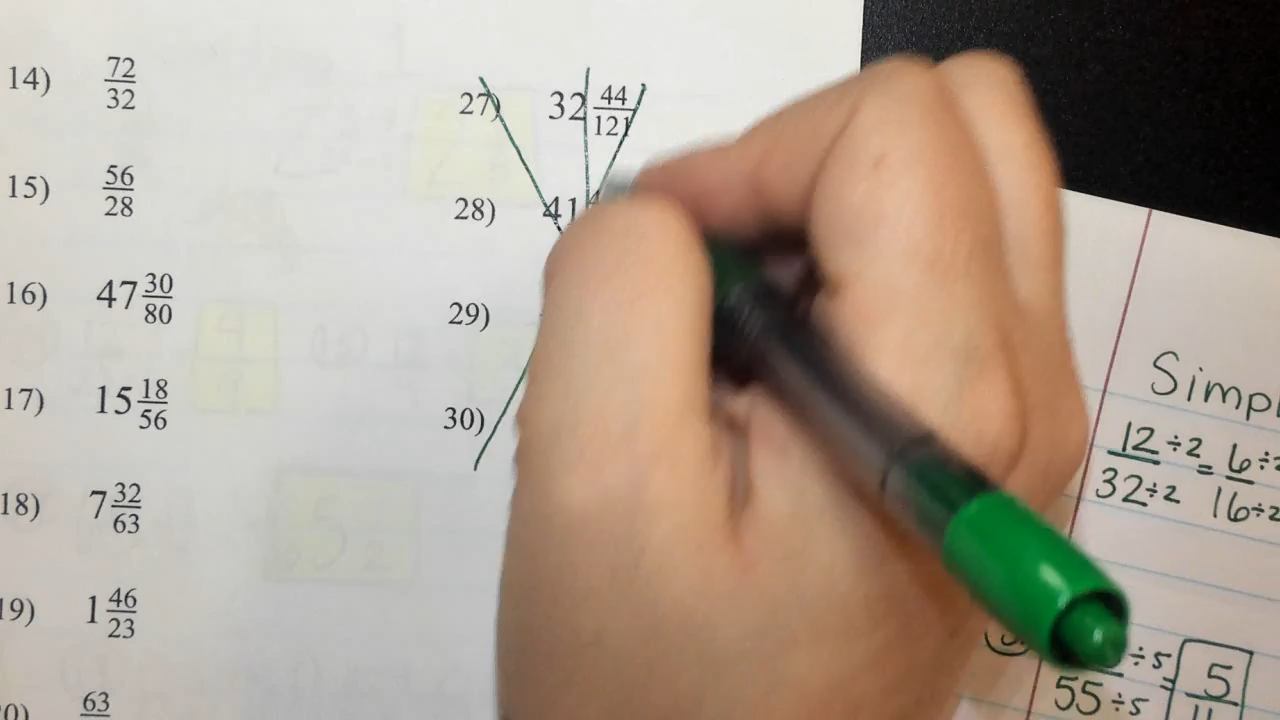 14) 72/32
15) 56/28
16) 47 30/80
17) 15 18/56
18) 7 32/63
19) 1 46/23
63
27) 32 44/121
28) 41
29)
30)
12÷2 = 6÷2
32÷2 16÷2
÷5 = 5
55÷5